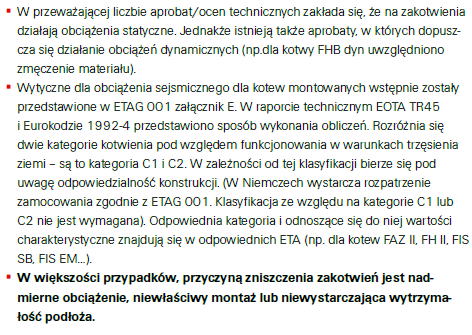 ▪ W przeważającej liczbie aprobat/ocen technicznych zakłada się, że na zakotwienia
działają obciążenia statyczne. Jednakże istnieją także aprobaty, w których dopusz-
cza się działanie obciążeń dynamicznych (np.dla kotwy FHB dyn uwzględniono
zmęczenie materiału).
▪ Wytyczne dla obciążenia sejsmicznego dla kotew montowanych wstępnie zostały
przedstawione w ETAG 001 załącznik E. W raporcie technicznym EOTA TR45
i Eurokodzie 1992-4 przedstawiono sposób wykonania obliczeń. Rozróżnia się
dwie kategorie kotwienia pod względem funkcjonowania w warunkach trzęsienia
ziemi – są to kategoria C1 i C2. W zależności od tej klasyfikacji bierze się pod
uwagę odpowiedzialność konstrukcji. (W Niemczech wystarcza rozpatrzenie
zamocowania zgodnie z ETAG 001. Klasyfikacja ze względu na kategorie C1 lub
C2 nie jest wymagana). Odpowiednia kategoria i odnoszące się do niej wartości
charakterystyczne znajdują się w odpowiednich ETA (np. dla kotew FAZ II, FH II, FIS
SB, FIS EM...).
▪ W większości przypadków, przyczyną zniszczenia zakotwień jest nad-
mierne obciążenie, niewłaściwy montaż lub niewystarczająca wytrzyma-
łość podłoża.